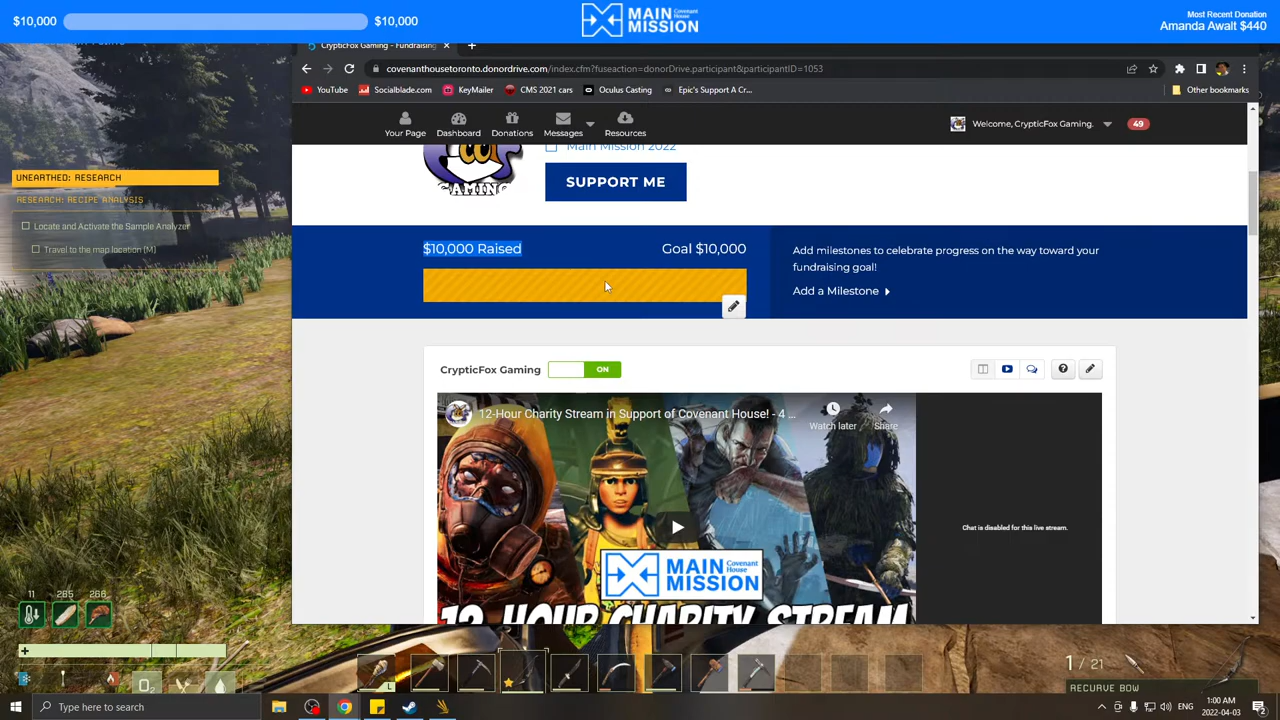 $10,000
$10,000
MAIN MISSION
Covenant House
Most Recent Donation
Amanda Await $440
CrypticFox Gaming - Fundraising
covenanthousetoronto.donordrive.com/index.cfm?fuseaction=donorDrive.participant&participantID=1053
YouTube
Socialblade.com
KeyMailer
CMS 2021 cars
Oculus Casting
Epic's Support A Cr...
Other bookmarks
Your Page
Dashboard
Donations
Messages
Resources
Welcome, CrypticFox Gaming.
49
Main Mission 2022
GAMING
SUPPORT ME
UNEARTHED: RESEARCH
RESEARCH: RECIPE ANALYSIS
Locate and Activate the Sample Analyzer
Travel to the map location (M)
$10,000 Raised
Goal $10,000
Add milestones to celebrate progress on the way toward your
fundraising goal!
Add a Milestone
CrypticFox Gaming
ON
12-Hour Charity Stream in Support of Covenant House! - 4 ...
Watch later
Share
Chat is disabled for this live stream.
MAIN MISSION
Covenant House
12-HOUR CHARITY STREAM
11
265
266
O2
L
1 / 21
RECURVE BOW
Type here to search
ENG
1:00 AM
2022-04-03
2